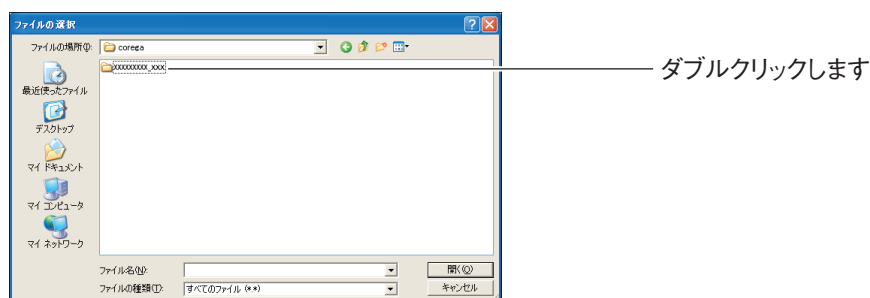 ファイルの選択
ファイルの場所(I):
corega
XXXXXXXXX_XXX
ダブルクリックします
最近使ったファイル
デスクトップ
マイ ドキュメント
マイ コンピュータ
マイ ネットワーク
ファイル名(N):
開く(O)
ファイルの種類(T):
すべてのファイル (*.*)
キャンセル